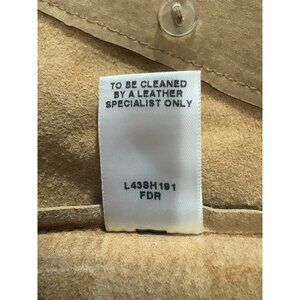 TO BE CLEANED
BY A LEATHER
SPECIALIST ONLY
L43SH191
FDR